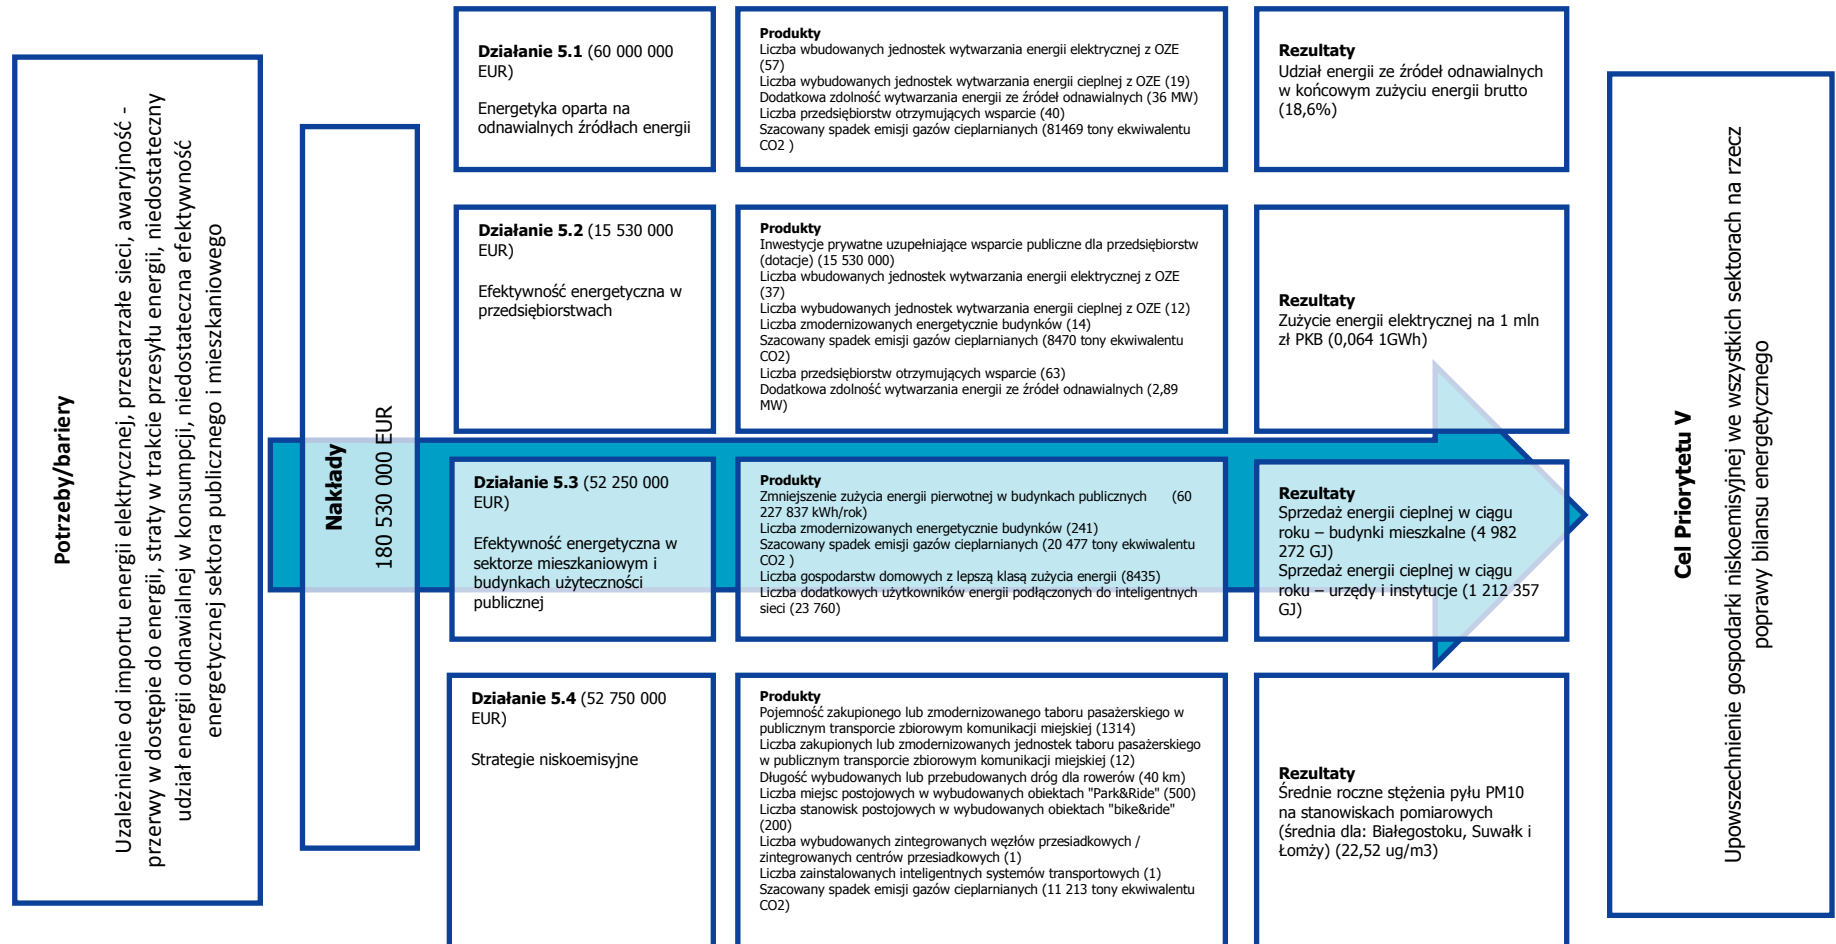 Potrzeby/bariery
Uzależnienie od importu energii elektrycznej, przestarzałe sieci, awaryjność -
przerwy w dostępie do energii, straty w trakcie przesyłu energii, niedostateczny
udział energii odnawialnej w konsumpcji, niedostateczna efektywność
energetycznej sektora publicznego i mieszkaniowego
Nakłady
180 530 000 EUR
Działanie 5.1 (60 000 000
EUR)
Energetyka oparta na
odnawialnych źródłach energii
Produkty
Liczba wbudowanych jednostek wytwarzania energii elektrycznej z OZE
(57)
Liczba wybudowanych jednostek wytwarzania energii cieplnej z OZE (19)
Dodatkowa zdolność wytwarzania energii ze źródeł odnawialnych (36 MW)
Liczba przedsiębiorstw otrzymujących wsparcie (40)
Szacowany spadek emisji gazów cieplarnianych (81469 tony ekwiwalentu
CO2 )
Rezultaty
Udział energii ze źródeł odnawialnych
w końcowym zużyciu energii brutto
(18,6%)
Działanie 5.2 (15 530 000
EUR)
Efektywność energetyczna w
przedsiębiorstwach
Produkty
Inwestycje prywatne uzupełniające wsparcie publiczne dla przedsiębiorstw
(dotacje) (15 530 000)
Liczba wbudowanych jednostek wytwarzania energii elektrycznej z OZE
(37)
Liczba wybudowanych jednostek wytwarzania energii cieplnej z OZE (12)
Liczba zmodernizowanych energetycznie budynków (14)
Szacowany spadek emisji gazów cieplarnianych (8470 tony ekwiwalentu
CO2)
Liczba przedsiębiorstw otrzymujących wsparcie (63)
Dodatkowa zdolność wytwarzania energii ze źródeł odnawialnych (2,89
MW)
Rezultaty
Zużycie energii elektrycznej na 1 mln
zł PKB (0,064 1GWh)
Działanie 5.3 (52 250 000
EUR)
Efektywność energetyczna w
sektorze mieszkaniowym i
budynkach użyteczności
publicznej
Produkty
Zmniejszenie zużycia energii pierwotnej w budynkach publicznych (60
227 837 kWh/rok)
Liczba zmodernizowanych energetycznie budynków (241)
Szacowany spadek emisji gazów cieplarnianych (20 477 tony ekwiwalentu
CO2 )
Liczba gospodarstw domowych z lepszą klasą zużycia energii (8435)
Liczba dodatkowych użytkowników energii podłączonych do inteligentnych
sieci (23 760)
Rezultaty
Sprzedaż energii cieplnej w ciągu
roku – budynki mieszkalne (4 982
272 GJ)
Sprzedaż energii cieplnej w ciągu
roku – urzędy i instytucje (1 212 357
GJ)
Działanie 5.4 (52 750 000
EUR)
Strategie niskoemisyjne
Produkty
Pojemność zakupionego lub zmodernizowanego taboru pasażerskiego w
publicznym transporcie zbiorowym komunikacji miejskiej (1314)
Liczba zakupionych lub zmodernizowanych jednostek taboru pasażerskiego
w publicznym transporcie zbiorowym komunikacji miejskiej (12)
Długość wybudowanych lub przebudowanych dróg dla rowerów (40 km)
Liczba miejsc postojowych w wybudowanych obiektach "Park&Ride" (500)
Liczba stanowisk postojowych w wybudowanych obiektach "bike&ride"
(200)
Liczba wybudowanych zintegrowanych węzłów przesiadkowych /
zintegrowanych centrów przesiadkowych (1)
Liczba zainstalowanych inteligentnych systemów transportowych (1)
Szacowany spadek emisji gazów cieplarnianych (11 213 tony ekwiwalentu
CO2)
Rezultaty
Średnie roczne stężenia pyłu PM10
na stanowiskach pomiarowych
(średnia dla: Białegostoku, Suwałk i
Łomży) (22,52 ug/m3)
Cel Priorytetu V
Upowszechnienie gospodarki niskoemisyjnej we wszystkich sektorach na rzecz
poprawy bilansu energetycznego